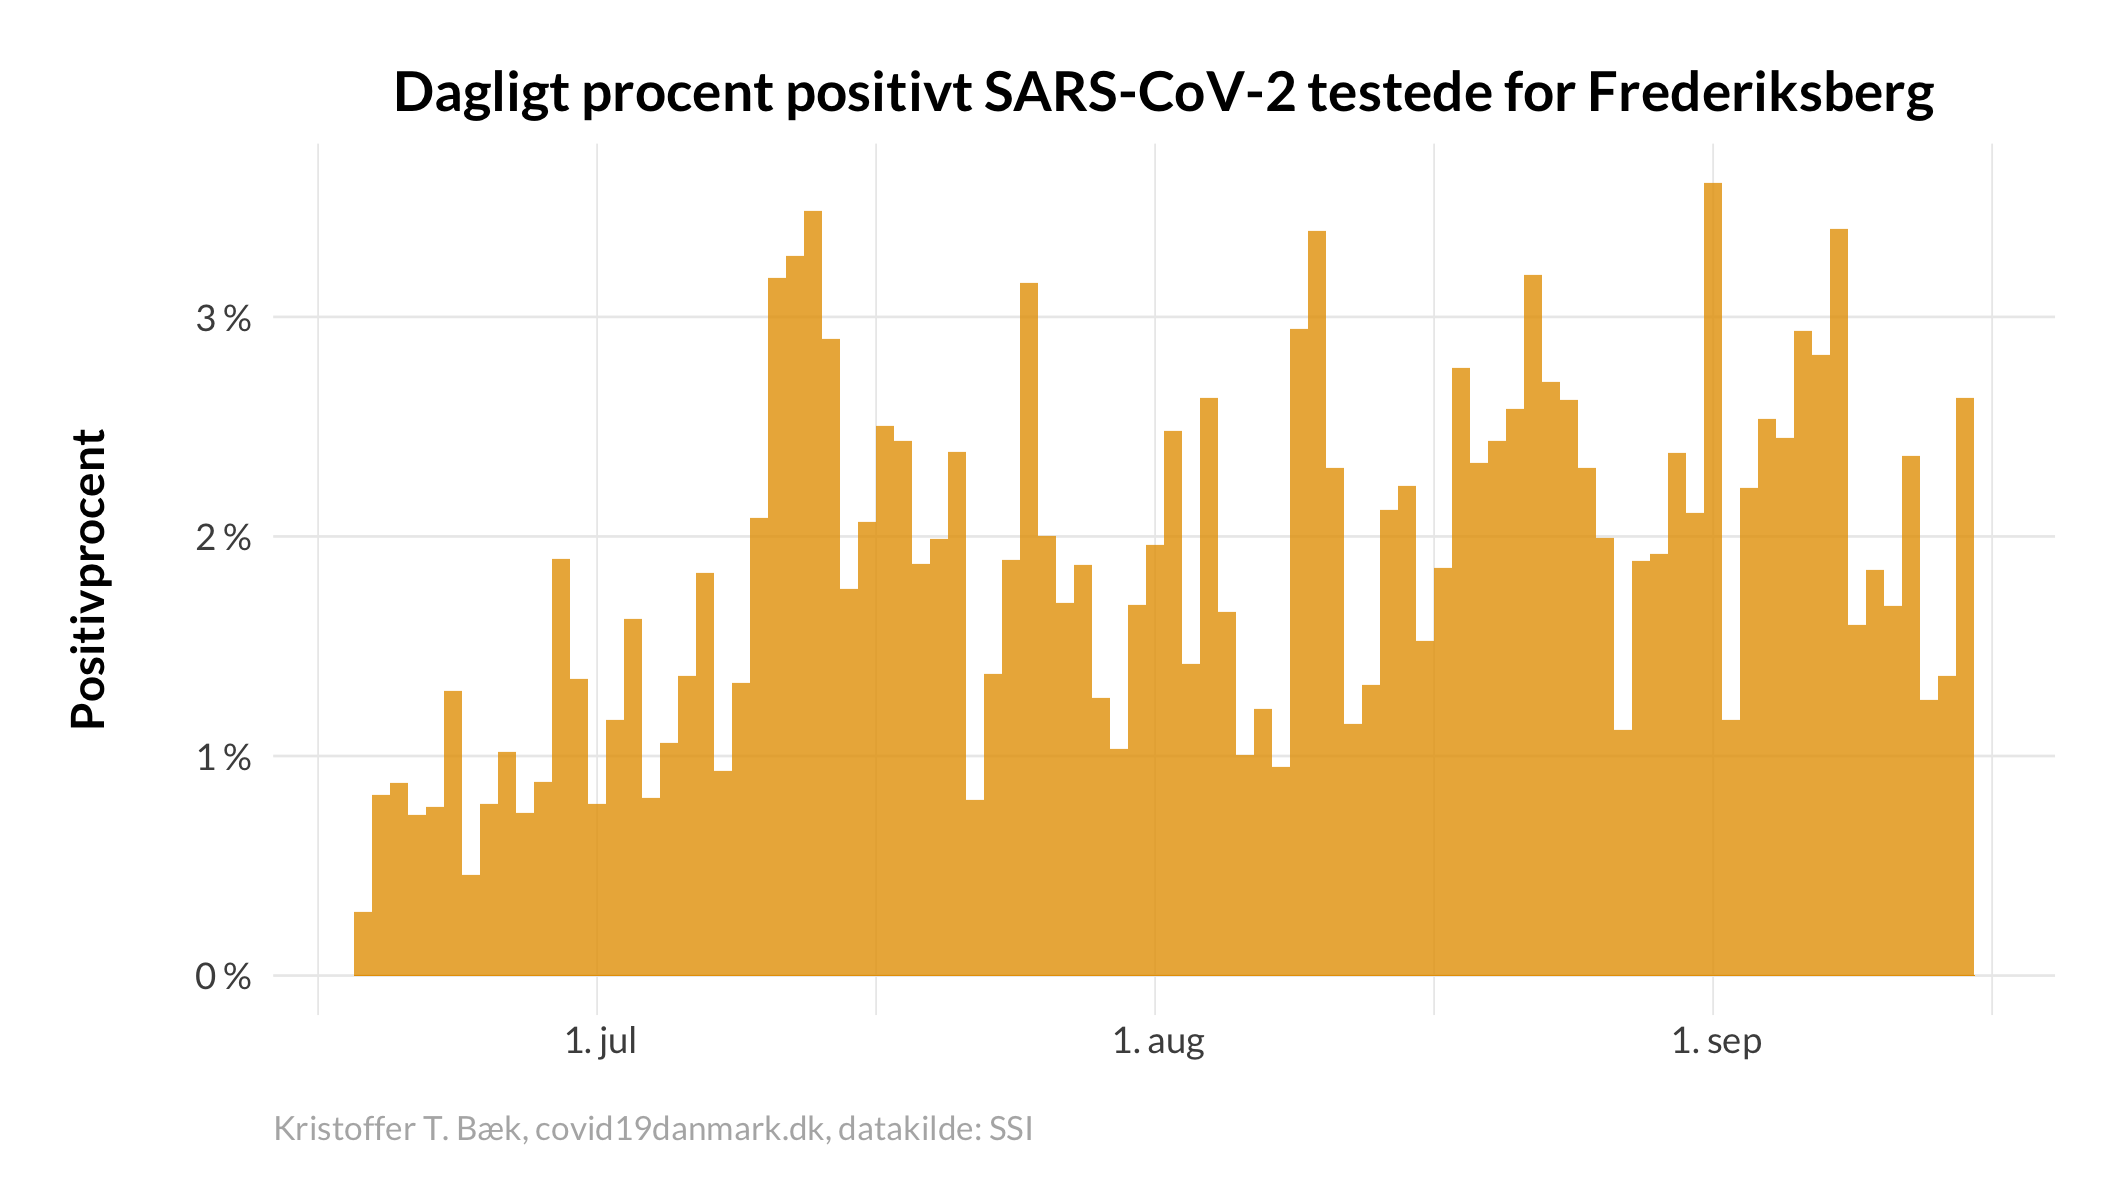 Dagligt procent positivt SARS-CoV-2 testede for Frederiksberg
Positivprocent
3 %
2 %
1 %
0 %
1. jul
1. aug
1. sep
Kristoffer T. Bæk, covid19danmark.dk, datakilde: SSI